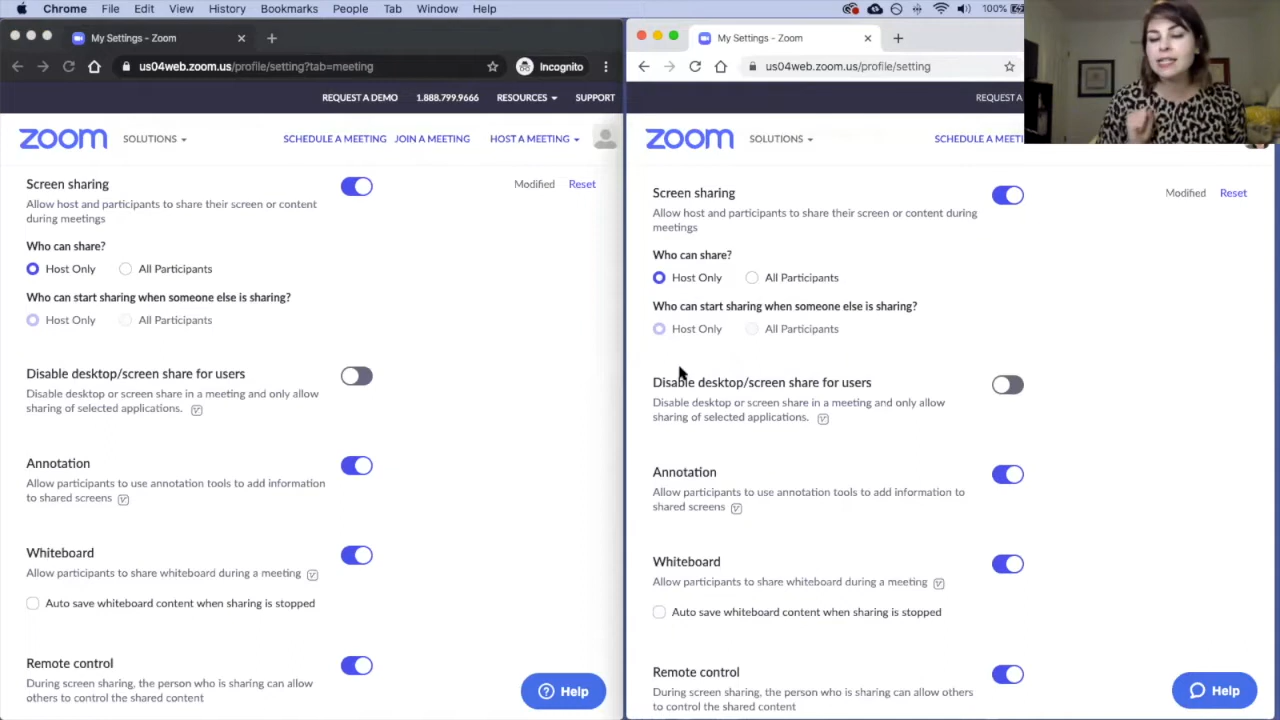 Chrome File Edit View History Bookmarks People Tab Window Help 100%
My Settings - Zoom
us04web.zoom.us/profile/setting?tab=meeting Incognito
REQUEST A DEMO 1.888.799.9666 RESOURCES SUPPORT
zoom SOLUTIONS SCHEDULE A MEETING JOIN A MEETING HOST A MEETING
Screen sharing Modified Reset
Allow host and participants to share their screen or content
during meetings
Who can share?
Host Only All Participants
Who can start sharing when someone else is sharing?
Host Only All Participants
Disable desktop/screen share for users
Disable desktop or screen share in a meeting and only allow
sharing of selected applications.
Annotation
Allow participants to use annotation tools to add information
to shared screens
Whiteboard
Allow participants to share whiteboard during a meeting
Auto save whiteboard content when sharing is stopped
Remote control
During screen sharing, the person who is sharing can allow
others to control the shared content
Help
My Settings - Zoom
us04web.zoom.us/profile/setting
REQUEST A
zoom SOLUTIONS SCHEDULE A MEETI
Screen sharing Modified Reset
Allow host and participants to share their screen or content during
meetings
Who can share?
Host Only All Participants
Who can start sharing when someone else is sharing?
Host Only All Participants
Disable desktop/screen share for users
Disable desktop or screen share in a meeting and only allow
sharing of selected applications.
Annotation
Allow participants to use annotation tools to add information to
shared screens
Whiteboard
Allow participants to share whiteboard during a meeting
Auto save whiteboard content when sharing is stopped
Remote control
During screen sharing, the person who is sharing can allow others
to control the shared content
Help